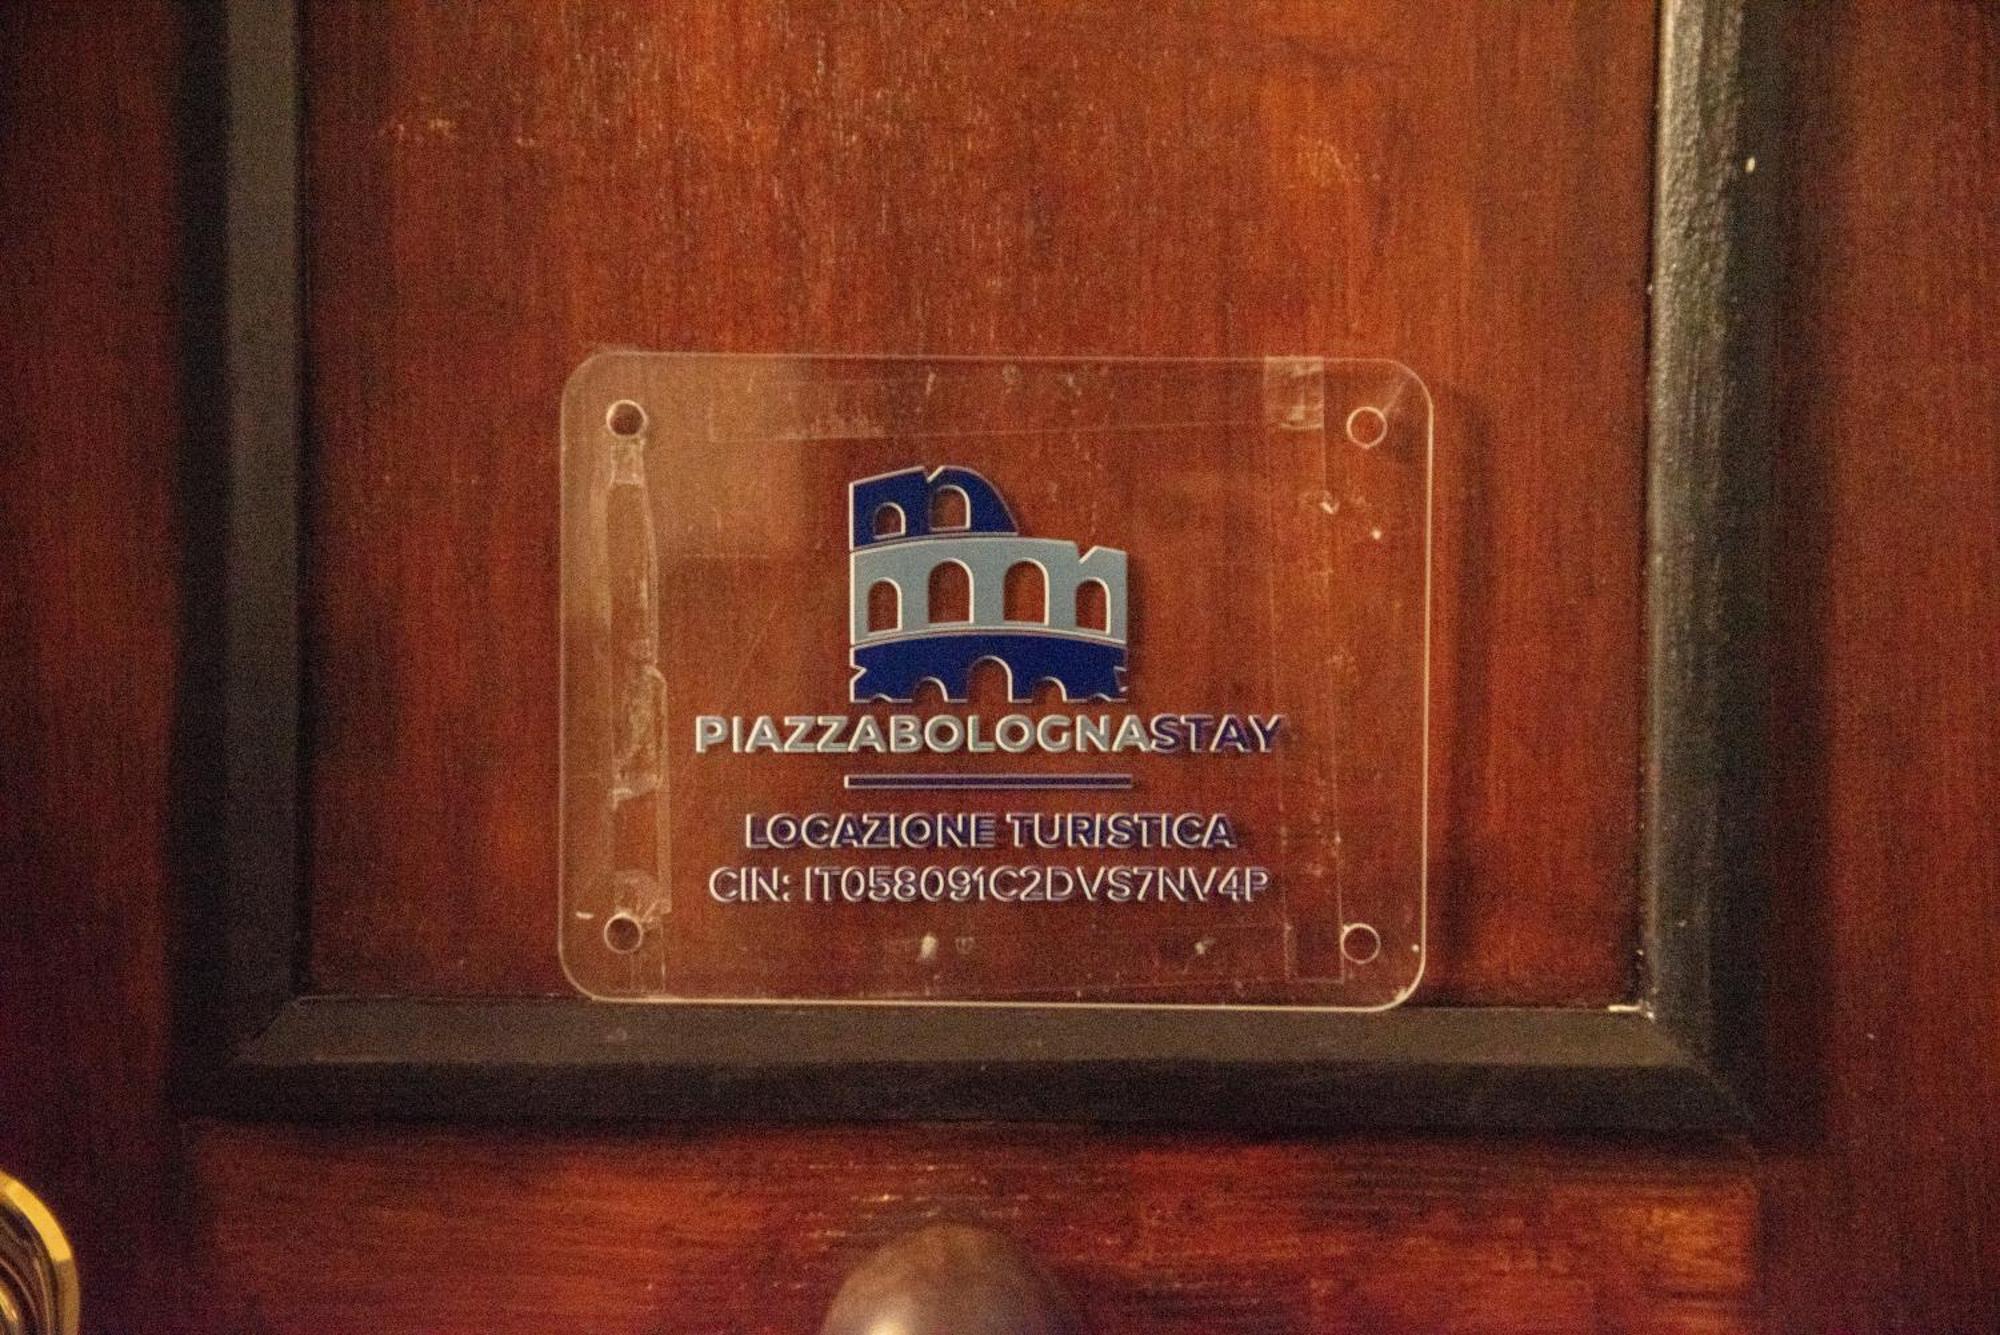 PIAZZABOLOGNASTAY
LOCAZIONE TURISTICA
CIN: IT058091C2DVS7NV4P